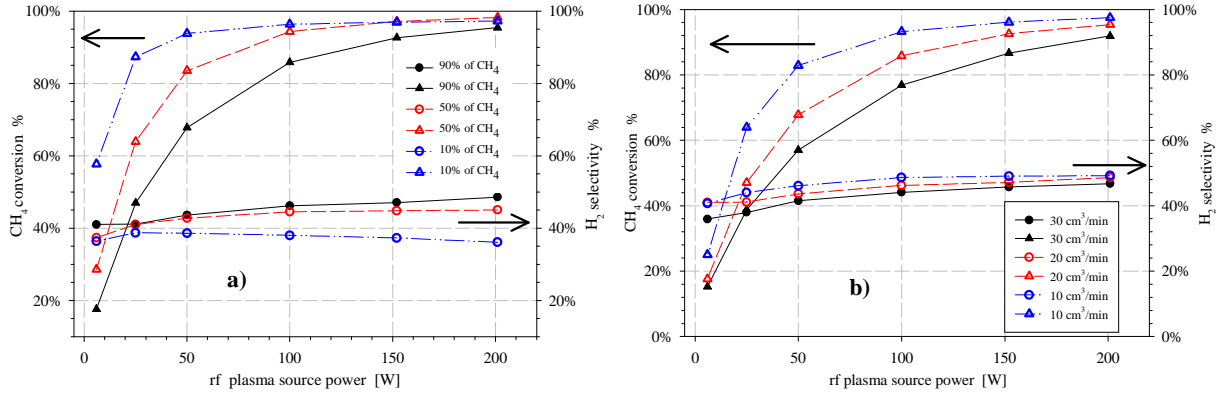 100%
80%
60%
40%
20%
CH4 conversion %
0
50
100
150
200
rf plasma source power [W]
100%
80%
60%
40%
20%
H2 selectivity %
90% of CH4
90% of CH4
50% of CH4
50% of CH4
10% of CH4
10% of CH4
a)
100%
80%
60%
40%
20%
0%
CH4 conversion %
0
50
100
150
200
rf plasma source power [W]
100%
80%
60%
40%
20%
0%
H2 selectivity %
30 cm3/min
30 cm3/min
20 cm3/min
20 cm3/min
10 cm3/min
10 cm3/min
b)